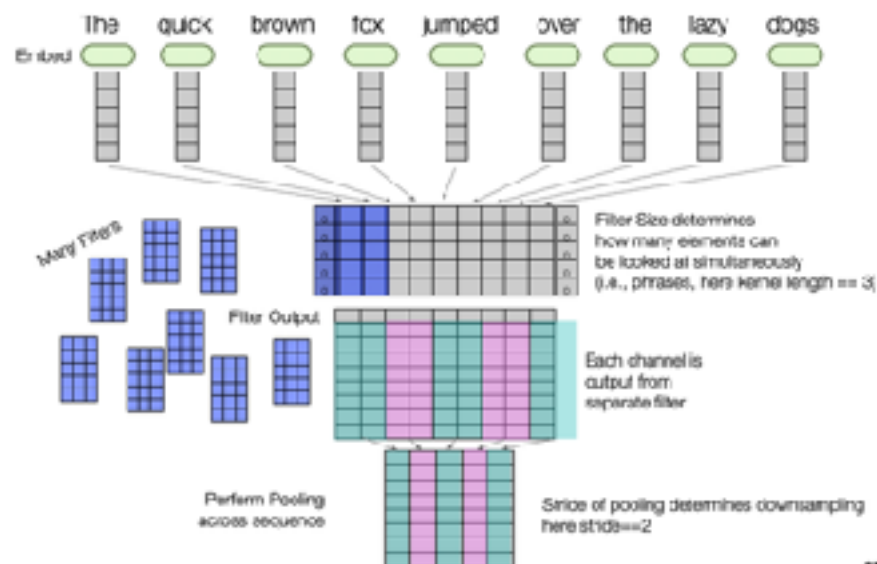 The quick brown fox jumped over the lazy dogs
Embed
Many Filters
Filter Size determines
how many elements can
be looked at simultaneously
(i.e., phrases, here kernel length == 3)
Filter Output
Each channel is
output from
separate filter
Perform Pooling
across sequence
Stride of pooling determines downsampling
here stride==2